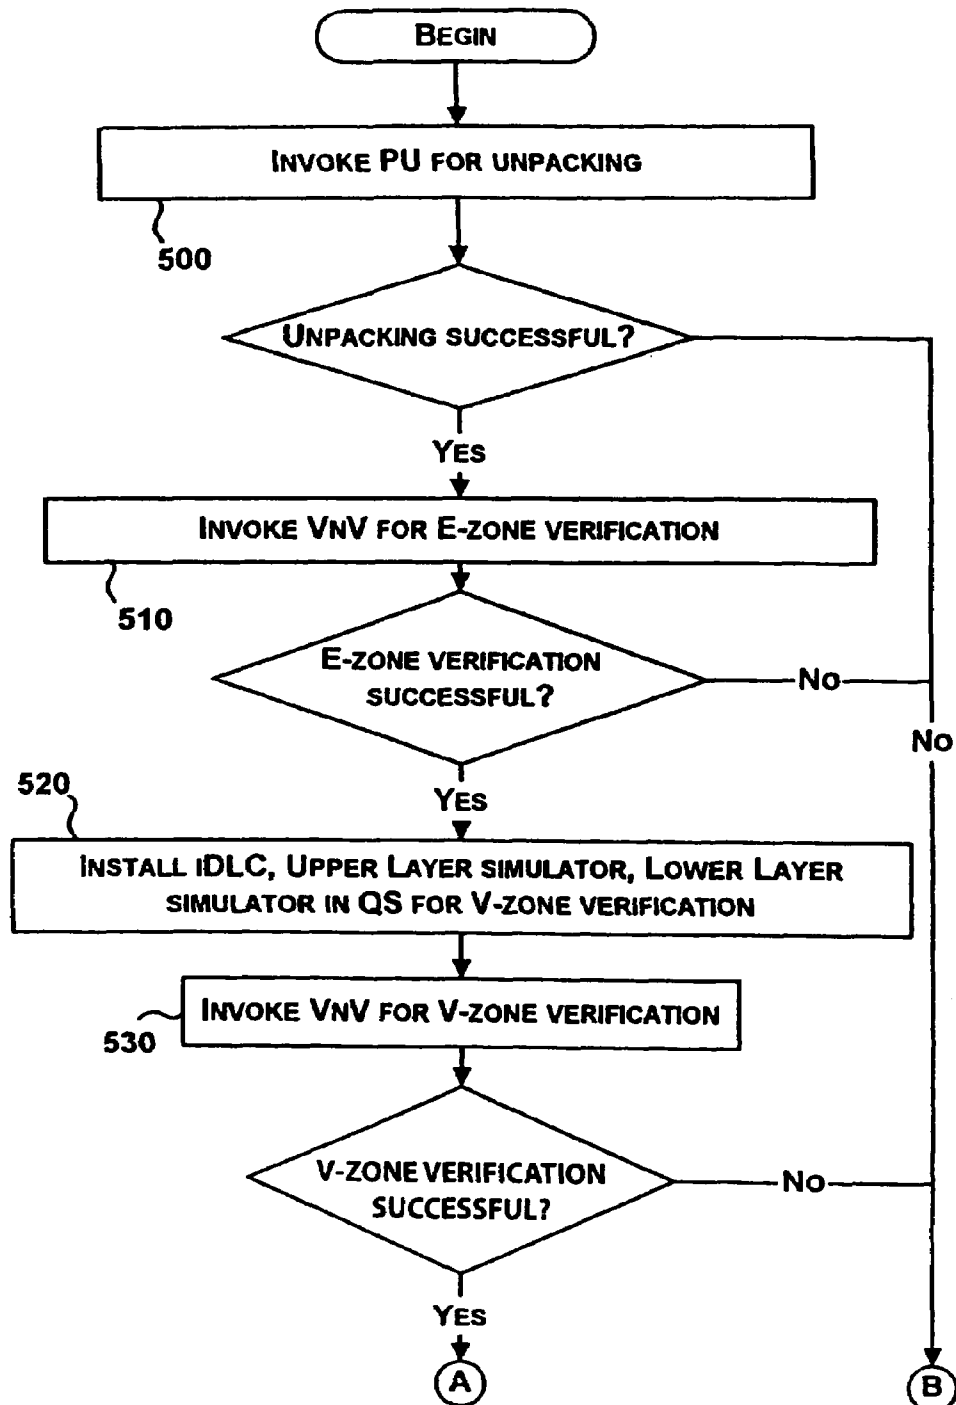 BEGIN
INVOKE PU FOR UNPACKING
500
UNPACKING SUCCESSFUL?
YES
INVOKE VNV FOR E-ZONE VERIFICATION
510
E-ZONE VERIFICATION
SUCCESSFUL?
NO
NO
YES
520
INSTALL IDLC, UPPER LAYER SIMULATOR, LOWER LAYER
SIMULATOR IN QS FOR V-ZONE VERIFICATION
INVOKE VNV FOR V-ZONE VERIFICATION
530
V-ZONE VERIFICATION
SUCCESSFUL?
NO
YES
A
B